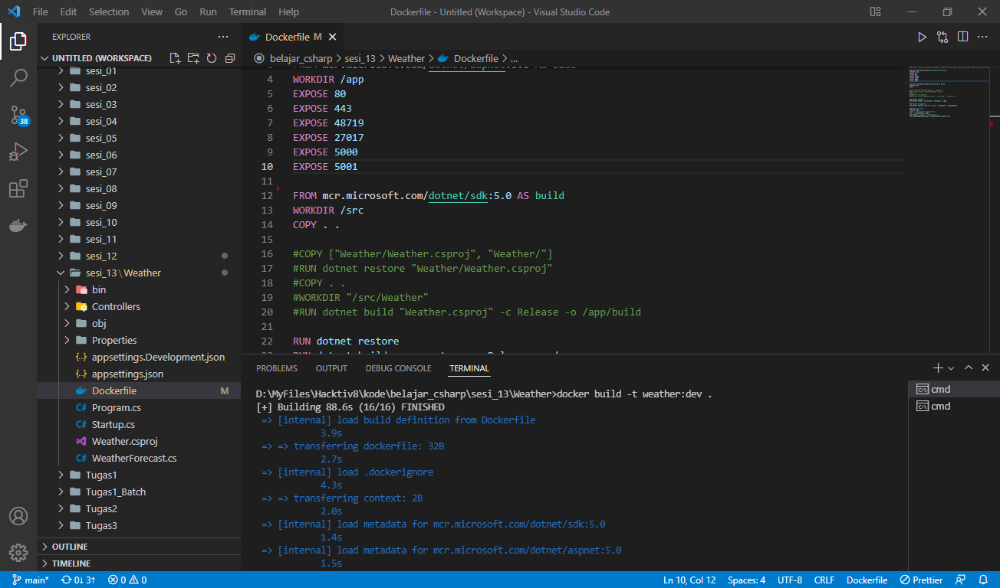 File Edit Selection View Go Run Terminal Help
Dockerfile - Untitled (Workspace) - Visual Studio Code
EXPLORER
UNTITLED (WORKSPACE)
sesi_01
sesi_02
sesi_03
sesi_04
sesi_05
sesi_06
sesi_07
sesi_08
sesi_09
sesi_10
sesi_11
sesi_12
sesi_13\Weather
bin
Controllers
obj
Properties
appsettings.Development.json
appsettings.json
Dockerfile M
C# Program.cs
C# Startup.cs
Weather.csproj
C# WeatherForecast.cs
Tugas1
Tugas1_Batch
Tugas2
Tugas3
OUTLINE
TIMELINE
38
Dockerfile M
belajar_csharp > sesi_13 > Weather > Dockerfile > ...
3 FROM mcr.microsoft.com/dotnet/aspnet:5.0 AS base
4 WORKDIR /app
5 EXPOSE 80
6 EXPOSE 443
7 EXPOSE 48719
8 EXPOSE 27017
9 EXPOSE 5000
10 EXPOSE 5001
11
12 FROM mcr.microsoft.com/dotnet/sdk:5.0 AS build
13 WORKDIR /src
14 COPY . .
15
16 #COPY ["Weather/Weather.csproj", "Weather/"]
17 #RUN dotnet restore "Weather/Weather.csproj"
18 #COPY . .
19 #WORKDIR "/src/Weather"
20 #RUN dotnet build "Weather.csproj" -c Release -o /app/build
21
22 RUN dotnet restore
PROBLEMS OUTPUT DEBUG CONSOLE TERMINAL
D:\MyFiles\Hacktiv8\kode\belajar_csharp\sesi_13\Weather>docker build -t weather:dev .
[+] Building 88.6s (16/16) FINISHED
=> [internal] load build definition from Dockerfile
3.9s
=> => transferring dockerfile: 32B
2.7s
=> [internal] load .dockerignore
4.3s
=> => transferring context: 2B
2.0s
=> [internal] load metadata for mcr.microsoft.com/dotnet/sdk:5.0
1.4s
=> [internal] load metadata for mcr.microsoft.com/dotnet/aspnet:5.0
1.5s
cmd
cmd
main* 0↓ 3↑ 0 0
Ln 10, Col 12 Spaces: 4 UTF-8 CRLF Dockerfile Prettier